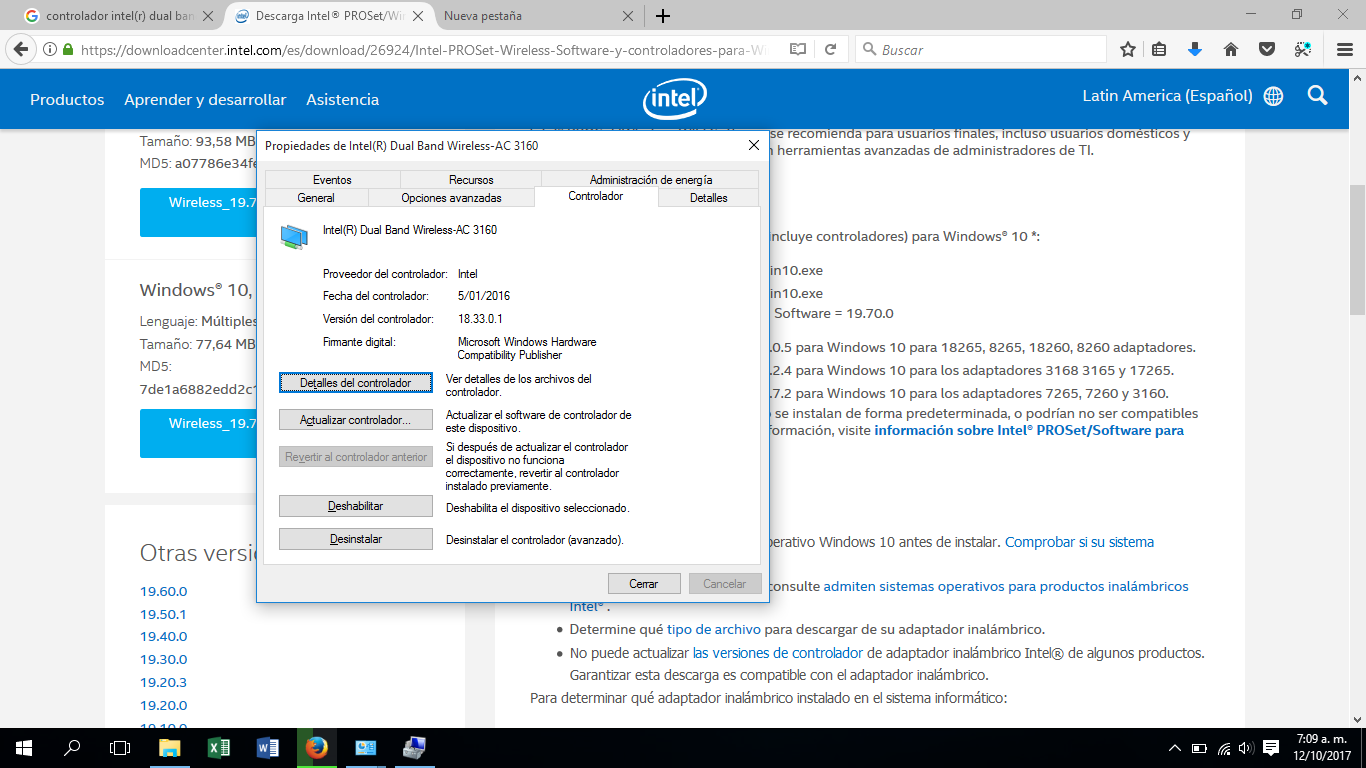 controlador intel(r) dual ban
Descarga Intel® PROSet/Wir
Nueva pestaña
https://downloadcenter.intel.com/es/download/26924/Intel-PROSet-Wireless-Software-y-controladores-para-Wi
Buscar
Productos
Aprender y desarrollar
Asistencia
intel
Latin America (Español)
Tamaño: 93,58 MB
MD5: a07786e34fe
Wireless_19.7
Windows® 10,
Lenguaje: Múltiples
Tamaño: 77,64 MB
MD5:
7de1a6882edd2c1
Wireless_19.7
Otras versi
19.60.0
19.50.1
19.40.0
19.30.0
19.20.3
19.20.0
19.10.0
Propiedades de Intel(R) Dual Band Wireless-AC 3160
Eventos
Recursos
Administración de energía
General
Opciones avanzadas
Controlador
Detalles
Intel(R) Dual Band Wireless-AC 3160
Proveedor del controlador: Intel
Fecha del controlador: 5/01/2016
Versión del controlador: 18.33.0.1
Firmante digital: Microsoft Windows Hardware
Compatibility Publisher
Detalles del controlador
Ver detalles de los archivos del
controlador.
Actualizar controlador...
Actualizar el software de controlador de
este dispositivo.
Revertir al controlador anterior
Si después de actualizar el controlador
el dispositivo no funciona
correctamente, revertir al controlador
instalado previamente.
Deshabilitar
Deshabilita el dispositivo seleccionado.
Desinstalar
Desinstalar el controlador (avanzado).
Cerrar
Cancelar
se recomienda para usuarios finales, incluso usuarios domésticos y
n herramientas avanzadas de administradores de TI.
incluye controladores) para Windows® 10 *:
in10.exe
in10.exe
Software = 19.70.0
.0.5 para Windows 10 para 18265, 8265, 18260, 8260 adaptadores.
.2.4 para Windows 10 para los adaptadores 3168 3165 y 17265.
.7.2 para Windows 10 para los adaptadores 7265, 7260 y 3160.
se instalan de forma predeterminada, o podrían no ser compatibles
formación, visite información sobre Intel® PROSet/Software para
erativo Windows 10 antes de instalar. Comprobar si su sistema
onsulte admiten sistemas operativos para productos inalámbricos
Intel® .
• Determine qué tipo de archivo para descargar de su adaptador inalámbrico.
• No puede actualizar las versiones de controlador de adaptador inalámbrico Intel® de algunos productos.
Garantizar esta descarga es compatible con el adaptador inalámbrico.
Para determinar qué adaptador inalámbrico instalado en el sistema informático:
7:09 a. m.
12/10/2017